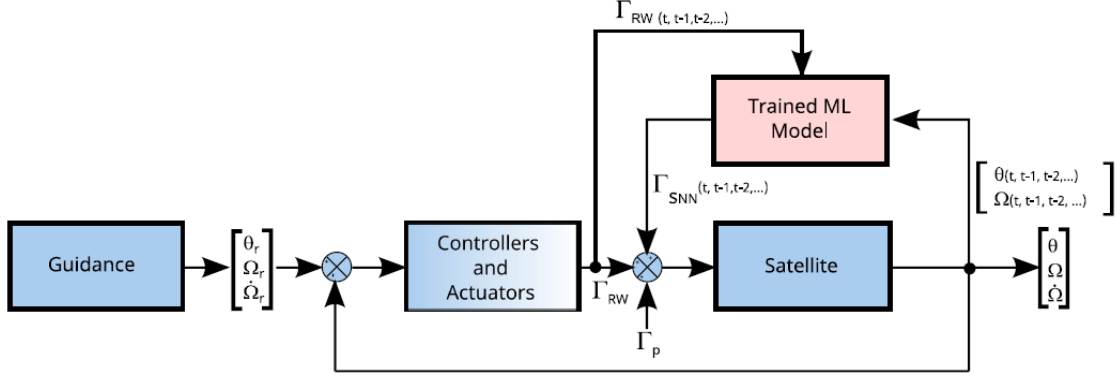 Γ_RW (t, t-1,t-2,...)
Trained ML
Model
Γ_SNN (t, t-1,t-2,...)
θ(t, t-1, t-2,...)
Ω(t, t-1, t-2, ...)
Guidance
θ_r
Ω_r
Ω̇_r
Controllers
and
Actuators
Γ_RW
Satellite
θ
Ω
Ω̇
Γ_p